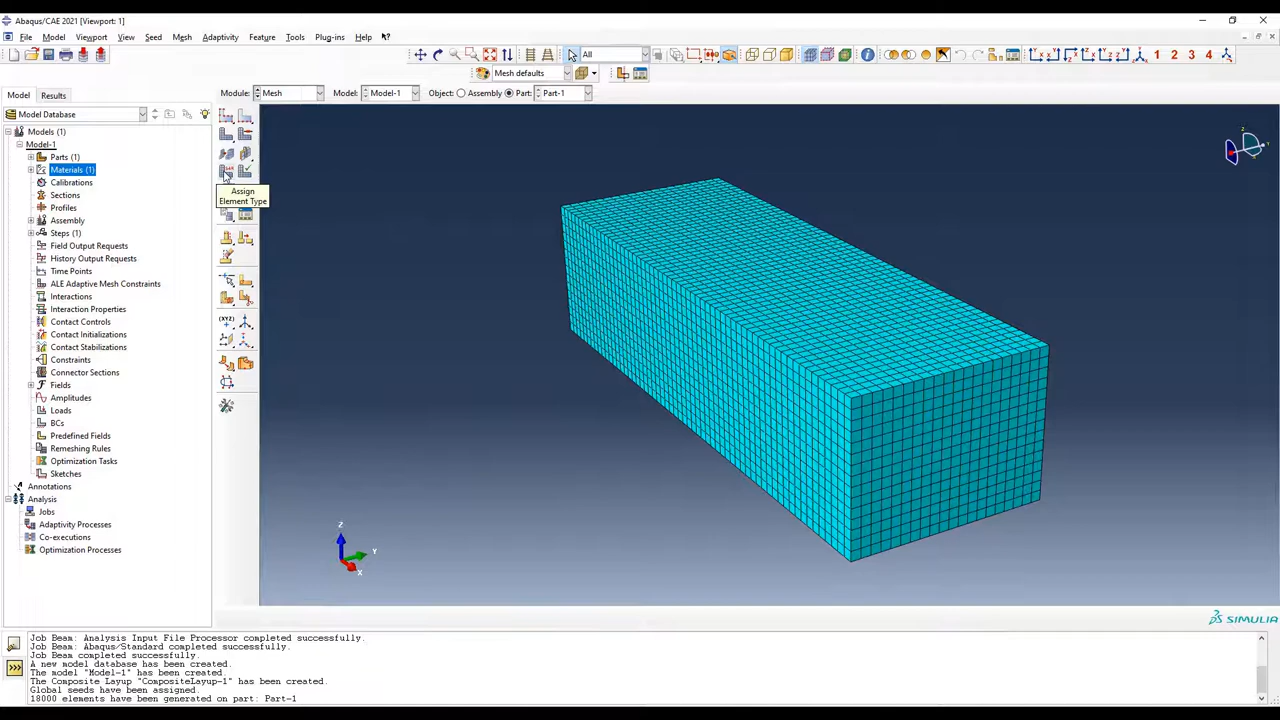 Abaqus/CAE 2021 [Viewport: 1]
File Model Viewport View Seed Mesh Adaptivity Feature Tools Plug-ins Help
All
1 2 3 4
Mesh defaults
Model Results
Module: Mesh Model: Model-1 Object: Assembly Part: Part-1
Model Database
Models (1)
Model-1
Parts (1)
Materials (1)
Calibrations
Sections
Profiles
Assembly
Steps (1)
Field Output Requests
History Output Requests
Time Points
ALE Adaptive Mesh Constraints
Interactions
Interaction Properties
Contact Controls
Contact Initializations
Contact Stabilizations
Constraints
Connector Sections
Fields
Amplitudes
Loads
BCs
Predefined Fields
Remeshing Rules
Optimization Tasks
Sketches
Annotations
Analysis
Jobs
Adaptivity Processes
Co-executions
Optimization Processes
Assign
Element Type
(XYZ)
Z
Y
X
Z
Y
SIMULIA
Job Beam: Analysis Input File Processor completed successfully.
Job Beam: Abaqus/Standard completed successfully.
Job Beam completed successfully.
A new model database has been created.
The model "Model-1" has been created.
The Composite Layup "CompositeLayup-1" has been created.
Global seeds have been assigned.
18000 elements have been generated on part: Part-1
>>>